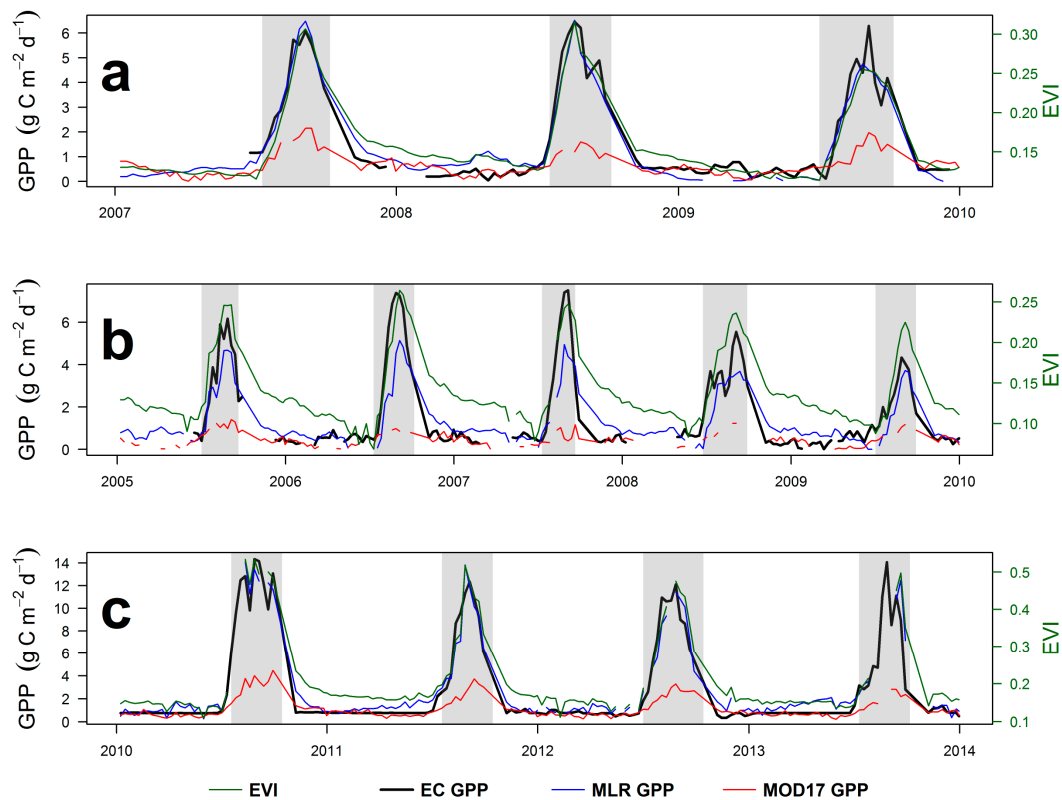 a
GPP (g C m−2 d−1)
6
5
4
3
2
1
0
0.30
0.25
0.20
0.15
EVI
2007 2008 2009 2010
b
GPP (g C m−2 d−1)
6
4
2
0
0.25
0.20
0.15
0.10
EVI
2005 2006 2007 2008 2009 2010
c
GPP (g C m−2 d−1)
14
12
10
8
6
4
2
0
0.5
0.4
0.3
0.2
0.1
EVI
2010 2011 2012 2013 2014
EVI EC GPP MLR GPP MOD17 GPP